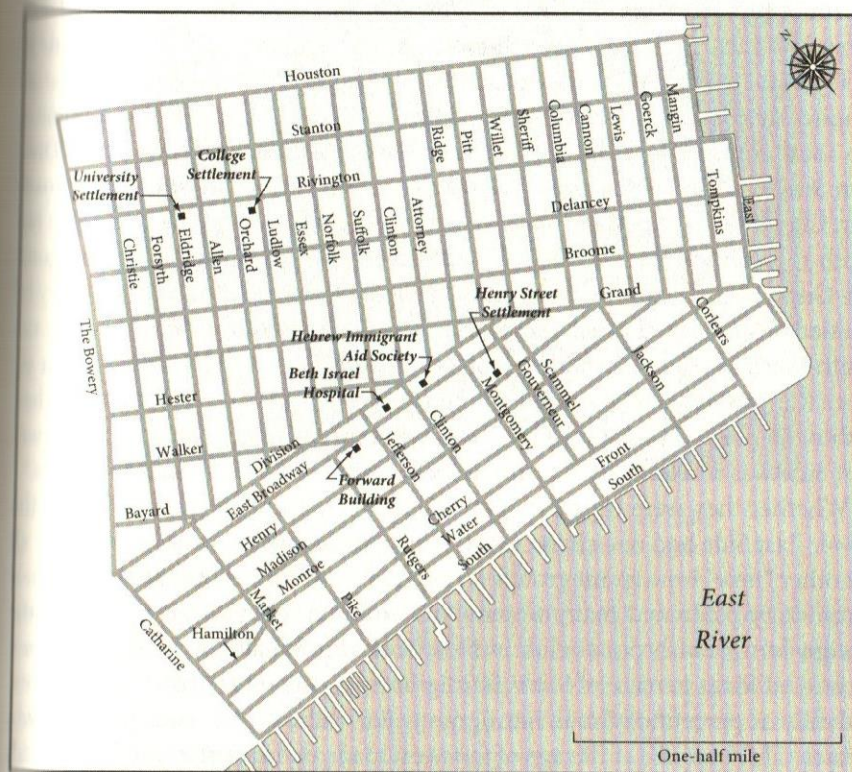 N
Houston
Stanton
Ridge
Pitt
Willet
Sheriff
Columbia
Cannon
Lewis
Goerck
Mangin
College
Settlement
University
Settlement
Rivington
Delancey
Tompkins
East
Christie
Forsyth
Eldridge
Allen
Orchard
Ludlow
Essex
Norfolk
Suffolk
Clinton
Attorney
Broome
Henry Street
Settlement
Grand
Corlears
The Bowery
Hebrew Immigrant
Aid Society
Beth Israel
Hospital
Scammel
Gouverneur
Jackson
Hester
Montgomery
Clinton
Walker
Division
Jefferson
East Broadway
Forward
Building
Front
South
Bayard
Henry
Cherry
Water
South
Madison
Monroe
Rutgers
Market
Pike
Hamilton
Catharine
East
River
One-half mile